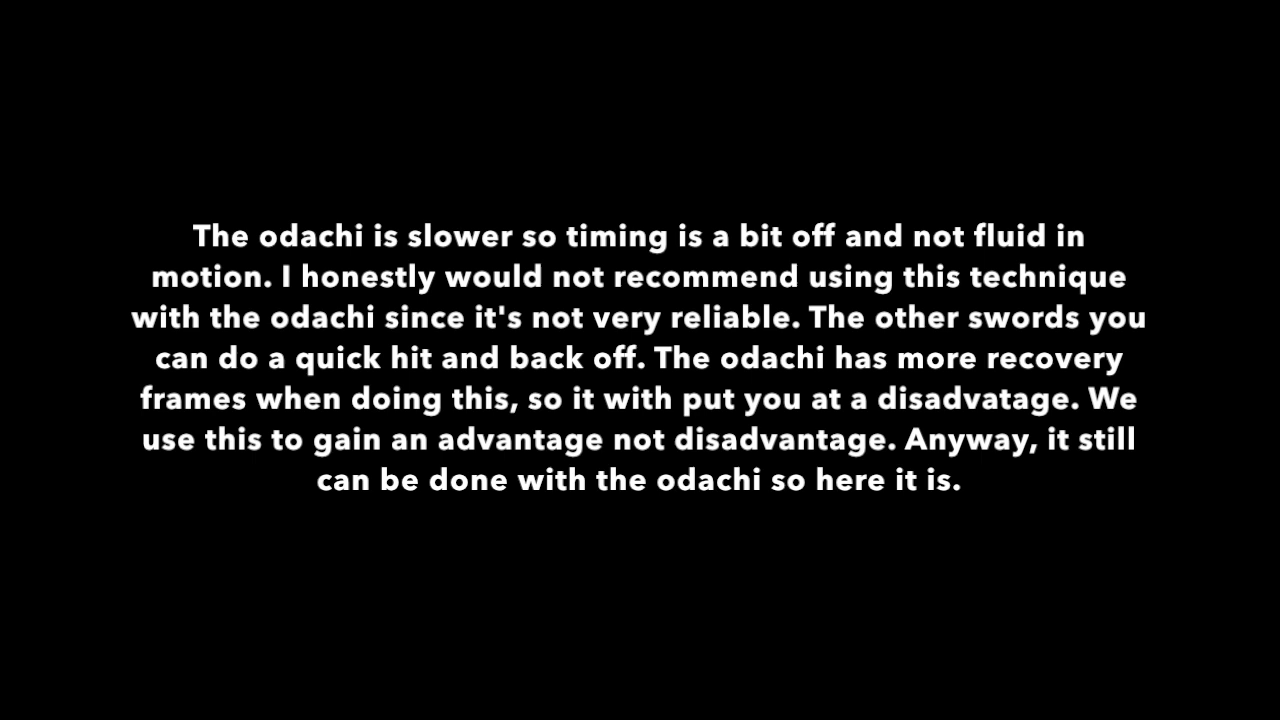 The odachi is slower so timing is a bit off and not fluid in
motion. I honestly would not recommend using this technique
with the odachi since it's not very reliable. The other swords you
can do a quick hit and back off. The odachi has more recovery
frames when doing this, so it with put you at a disadvatage. We
use this to gain an advantage not disadvantage. Anyway, it still
can be done with the odachi so here it is.